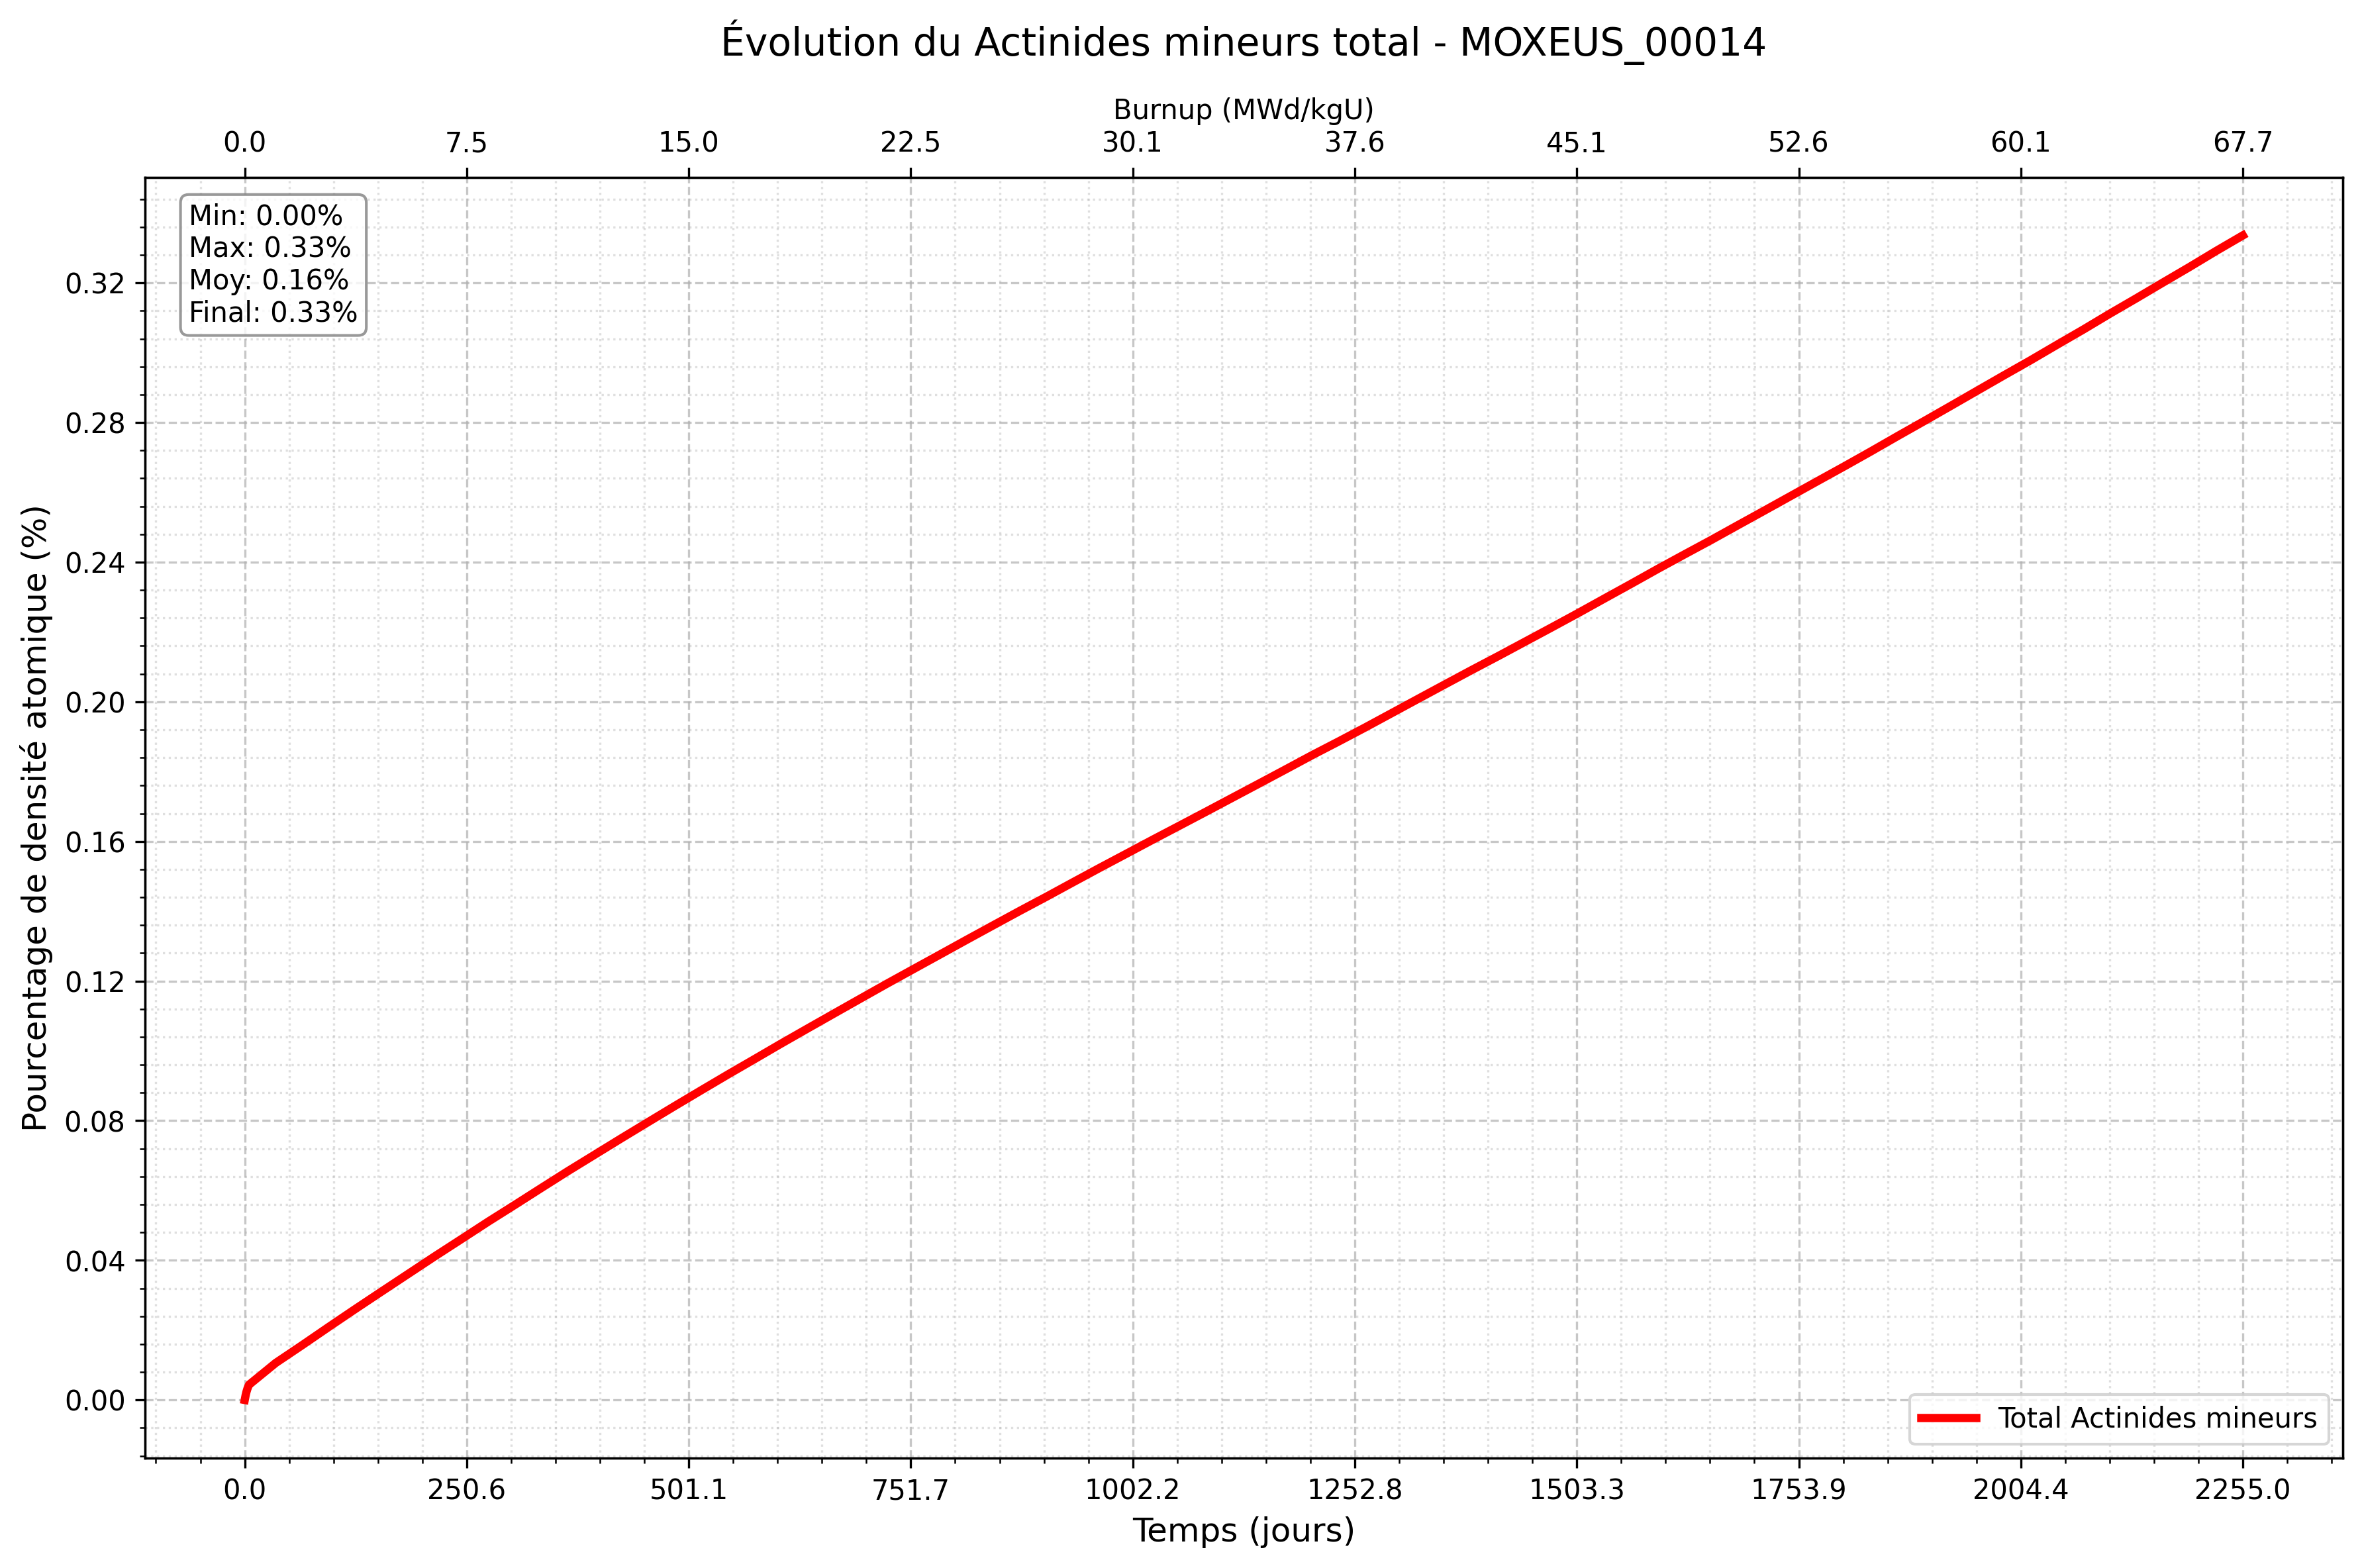 Évolution du Actinides mineurs total - MOXEUS_00014
Burnup (MWd/kgU)
0.0 7.5 15.0 22.5 30.1 37.6 45.1 52.6 60.1 67.7
Min: 0.00%
Max: 0.33%
Moy: 0.16%
Final: 0.33%
Pourcentage de densité atomique (%)
0.32
0.28
0.24
0.20
0.16
0.12
0.08
0.04
0.00
Total Actinides mineurs
0.0 250.6 501.1 751.7 1002.2 1252.8 1503.3 1753.9 2004.4 2255.0
Temps (jours)